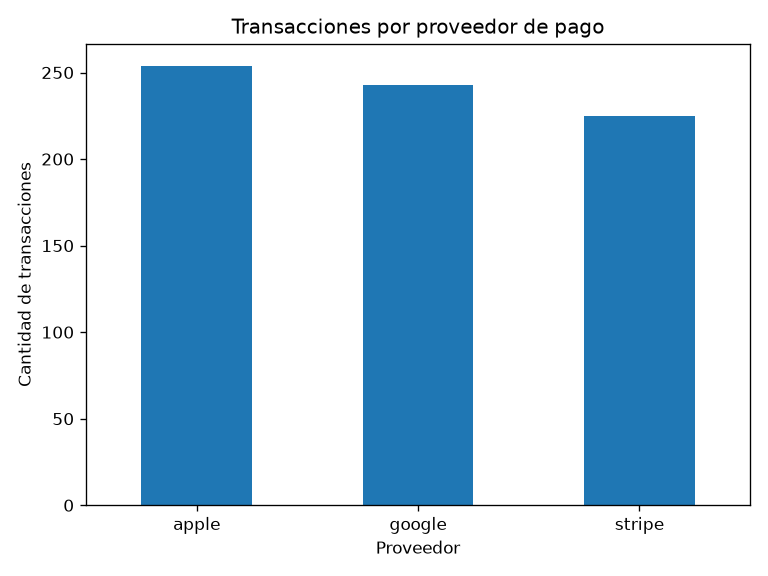 Transacciones por proveedor de pago
Cantidad de transacciones
250
200
150
100
50
0
apple google stripe
Proveedor